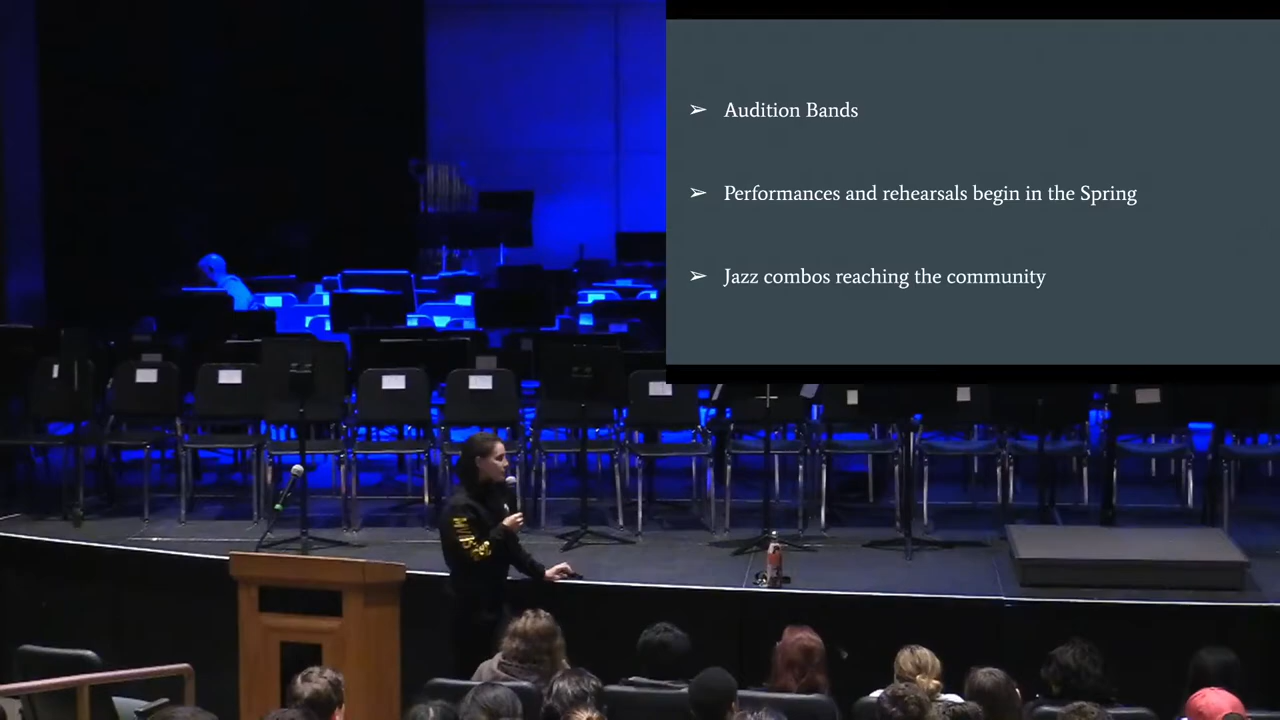 ➢ Audition Bands
➢ Performances and rehearsals begin in the Spring
➢ Jazz combos reaching the community